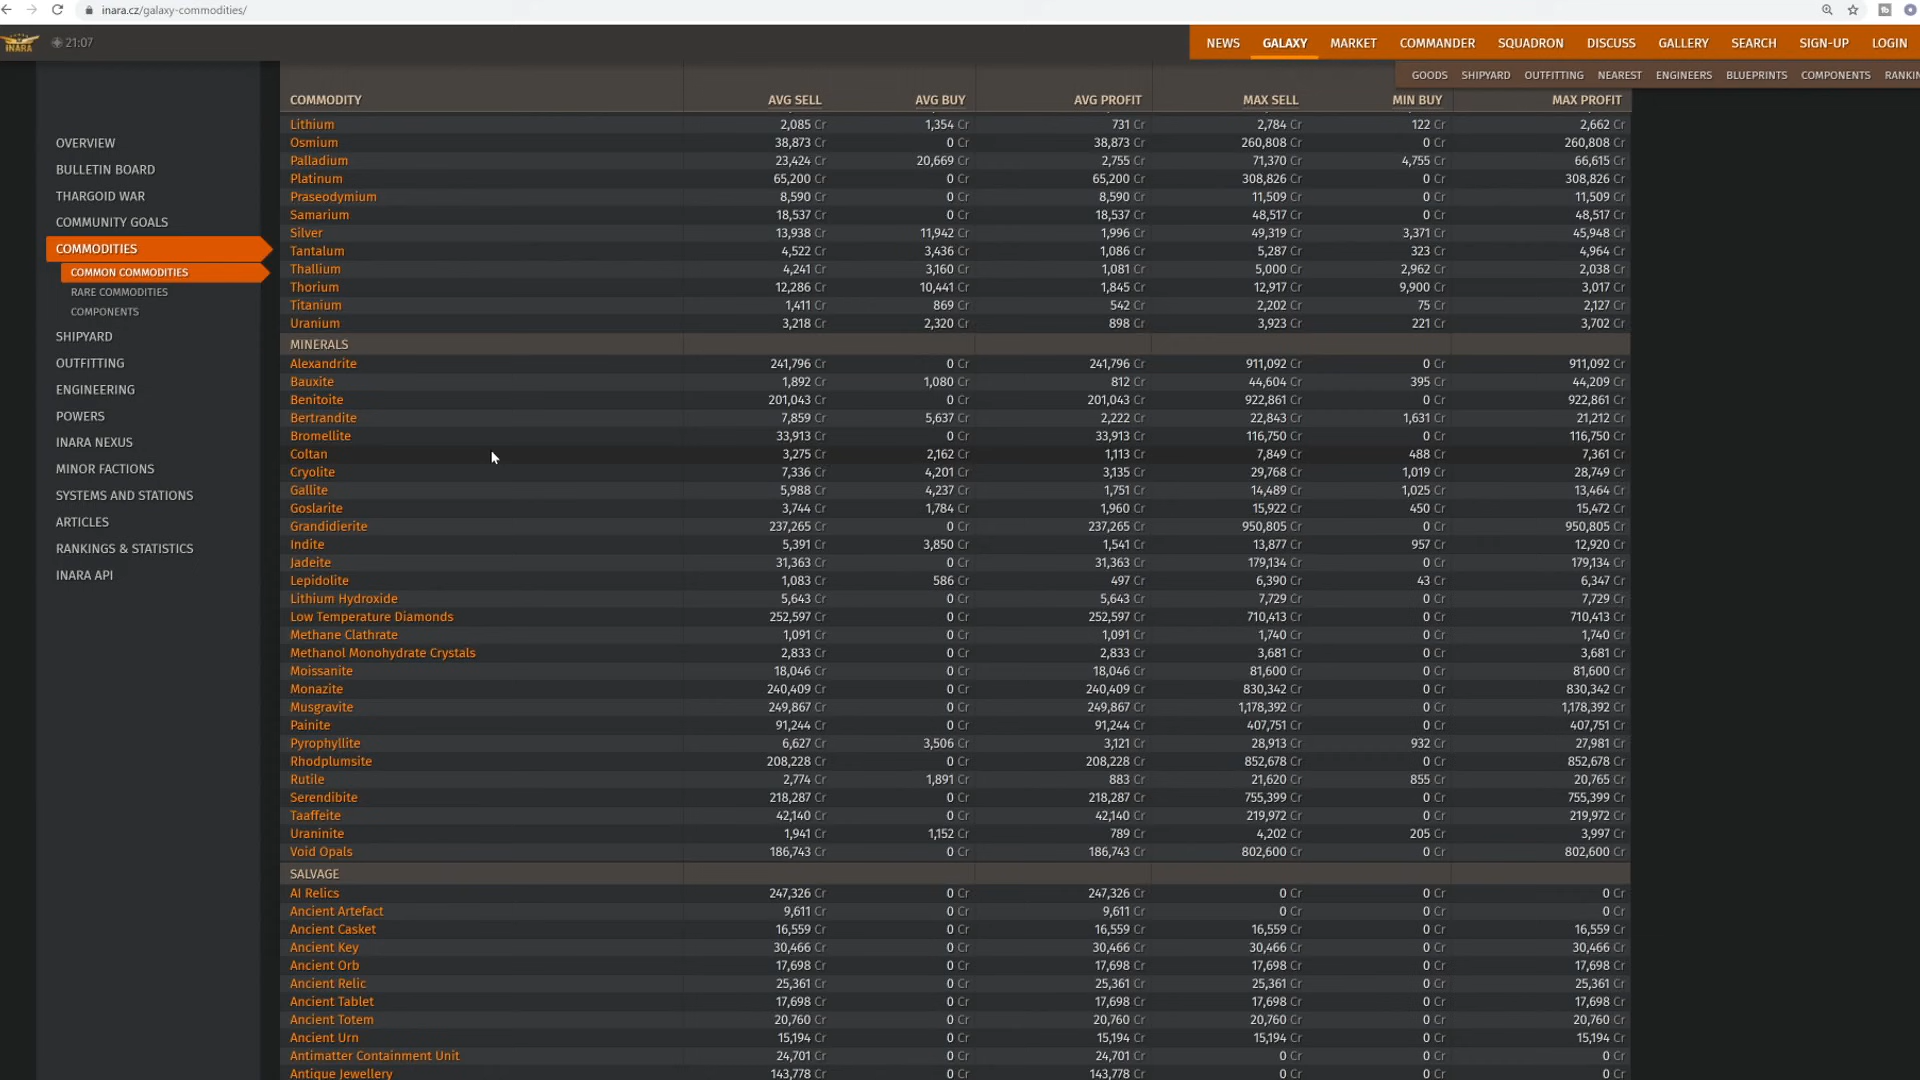 inara.cz/galaxy-commodities/
INARA
21:07
NEWS GALAXY MARKET COMMANDER SQUADRON DISCUSS GALLERY SEARCH SIGN-UP LOGIN
GOODS SHIPYARD OUTFITTING NEAREST ENGINEERS BLUEPRINTS COMPONENTS RANKIN
OVERVIEW
BULLETIN BOARD
THARGOID WAR
COMMUNITY GOALS
COMMODITIES
COMMON COMMODITIES
RARE COMMODITIES
COMPONENTS
SHIPYARD
OUTFITTING
ENGINEERING
POWERS
INARA NEXUS
MINOR FACTIONS
SYSTEMS AND STATIONS
ARTICLES
RANKINGS & STATISTICS
INARA API
COMMODITY AVG SELL AVG BUY AVG PROFIT MAX SELL MIN BUY MAX PROFIT
Lithium 2,085 Cr 1,354 Cr 731 Cr 2,784 Cr 122 Cr 2,662 Cr
Osmium 38,873 Cr 0 Cr 38,873 Cr 260,808 Cr 0 Cr 260,808 Cr
Palladium 23,424 Cr 20,669 Cr 2,755 Cr 71,370 Cr 4,755 Cr 66,615 Cr
Platinum 65,200 Cr 0 Cr 65,200 Cr 308,826 Cr 0 Cr 308,826 Cr
Praseodymium 8,590 Cr 0 Cr 8,590 Cr 11,509 Cr 0 Cr 11,509 Cr
Samarium 18,537 Cr 0 Cr 18,537 Cr 48,517 Cr 0 Cr 48,517 Cr
Silver 13,938 Cr 11,942 Cr 1,996 Cr 49,319 Cr 3,371 Cr 45,948 Cr
Tantalum 4,522 Cr 3,436 Cr 1,086 Cr 5,287 Cr 323 Cr 4,964 Cr
Thallium 4,241 Cr 3,160 Cr 1,081 Cr 5,000 Cr 2,962 Cr 2,038 Cr
Thorium 12,286 Cr 10,441 Cr 1,845 Cr 12,917 Cr 9,900 Cr 3,017 Cr
Titanium 1,411 Cr 869 Cr 542 Cr 2,202 Cr 75 Cr 2,127 Cr
Uranium 3,218 Cr 2,320 Cr 898 Cr 3,923 Cr 221 Cr 3,702 Cr
MINERALS
Alexandrite 241,796 Cr 0 Cr 241,796 Cr 911,092 Cr 0 Cr 911,092 Cr
Bauxite 1,892 Cr 1,080 Cr 812 Cr 44,604 Cr 395 Cr 44,209 Cr
Benitoite 201,043 Cr 0 Cr 201,043 Cr 922,861 Cr 0 Cr 922,861 Cr
Bertrandite 7,859 Cr 5,637 Cr 2,222 Cr 22,843 Cr 1,631 Cr 21,212 Cr
Bromellite 33,913 Cr 0 Cr 33,913 Cr 116,750 Cr 0 Cr 116,750 Cr
Coltan 3,275 Cr 2,162 Cr 1,113 Cr 7,849 Cr 488 Cr 7,361 Cr
Cryolite 7,336 Cr 4,201 Cr 3,135 Cr 29,768 Cr 1,019 Cr 28,749 Cr
Gallite 5,988 Cr 4,237 Cr 1,751 Cr 14,489 Cr 1,025 Cr 13,464 Cr
Goslarite 3,744 Cr 1,784 Cr 1,960 Cr 15,922 Cr 450 Cr 15,472 Cr
Grandidierite 237,265 Cr 0 Cr 237,265 Cr 950,805 Cr 0 Cr 950,805 Cr
Indite 5,391 Cr 3,850 Cr 1,541 Cr 13,877 Cr 957 Cr 12,920 Cr
Jadeite 31,363 Cr 0 Cr 31,363 Cr 179,134 Cr 0 Cr 179,134 Cr
Lepidolite 1,083 Cr 586 Cr 497 Cr 6,390 Cr 43 Cr 6,347 Cr
Lithium Hydroxide 5,643 Cr 0 Cr 5,643 Cr 7,729 Cr 0 Cr 7,729 Cr
Low Temperature Diamonds 252,597 Cr 0 Cr 252,597 Cr 710,413 Cr 0 Cr 710,413 Cr
Methane Clathrate 1,091 Cr 0 Cr 1,091 Cr 1,740 Cr 0 Cr 1,740 Cr
Methanol Monohydrate Crystals 2,833 Cr 0 Cr 2,833 Cr 3,681 Cr 0 Cr 3,681 Cr
Moissanite 18,046 Cr 0 Cr 18,046 Cr 81,600 Cr 0 Cr 81,600 Cr
Monazite 240,409 Cr 0 Cr 240,409 Cr 830,342 Cr 0 Cr 830,342 Cr
Musgravite 249,867 Cr 0 Cr 249,867 Cr 1,178,392 Cr 0 Cr 1,178,392 Cr
Painite 91,244 Cr 0 Cr 91,244 Cr 407,751 Cr 0 Cr 407,751 Cr
Pyrophyllite 6,627 Cr 3,506 Cr 3,121 Cr 28,913 Cr 932 Cr 27,981 Cr
Rhodplumsite 208,228 Cr 0 Cr 208,228 Cr 852,678 Cr 0 Cr 852,678 Cr
Rutile 2,774 Cr 1,891 Cr 883 Cr 21,620 Cr 855 Cr 20,765 Cr
Serendibite 218,287 Cr 0 Cr 218,287 Cr 755,399 Cr 0 Cr 755,399 Cr
Taaffeite 42,140 Cr 0 Cr 42,140 Cr 219,972 Cr 0 Cr 219,972 Cr
Uraninite 1,941 Cr 1,152 Cr 789 Cr 4,202 Cr 205 Cr 3,997 Cr
Void Opals 186,743 Cr 0 Cr 186,743 Cr 802,600 Cr 0 Cr 802,600 Cr
SALVAGE
AI Relics 247,326 Cr 0 Cr 247,326 Cr 0 Cr 0 Cr 0 Cr
Ancient Artefact 9,611 Cr 0 Cr 9,611 Cr 0 Cr 0 Cr 0 Cr
Ancient Casket 16,559 Cr 0 Cr 16,559 Cr 16,559 Cr 0 Cr 16,559 Cr
Ancient Key 30,466 Cr 0 Cr 30,466 Cr 30,466 Cr 0 Cr 30,466 Cr
Ancient Orb 17,698 Cr 0 Cr 17,698 Cr 17,698 Cr 0 Cr 17,698 Cr
Ancient Relic 25,361 Cr 0 Cr 25,361 Cr 25,361 Cr 0 Cr 25,361 Cr
Ancient Tablet 17,698 Cr 0 Cr 17,698 Cr 17,698 Cr 0 Cr 17,698 Cr
Ancient Totem 20,760 Cr 0 Cr 20,760 Cr 20,760 Cr 0 Cr 20,760 Cr
Ancient Urn 15,194 Cr 0 Cr 15,194 Cr 15,194 Cr 0 Cr 15,194 Cr
Antimatter Containment Unit 24,701 Cr 0 Cr 24,701 Cr 0 Cr 0 Cr 0 Cr
Antique Jewellery 143,778 Cr 0 Cr 143,778 Cr 0 Cr 0 Cr 0 Cr